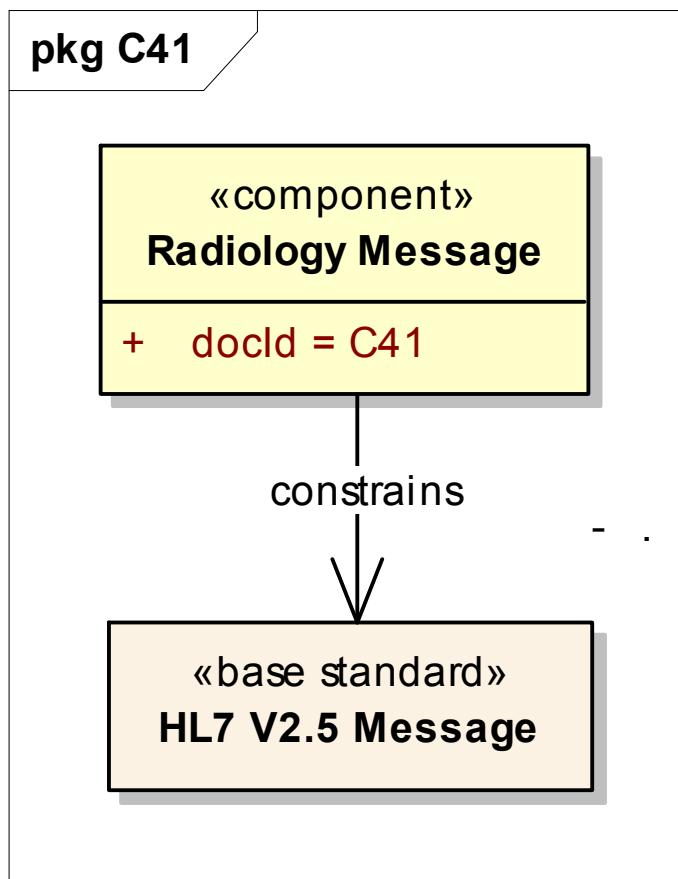 pkg C41
«component»
Radiology Message
+ docId = C41
constrains
- .
«base standard»
HL7 V2.5 Message